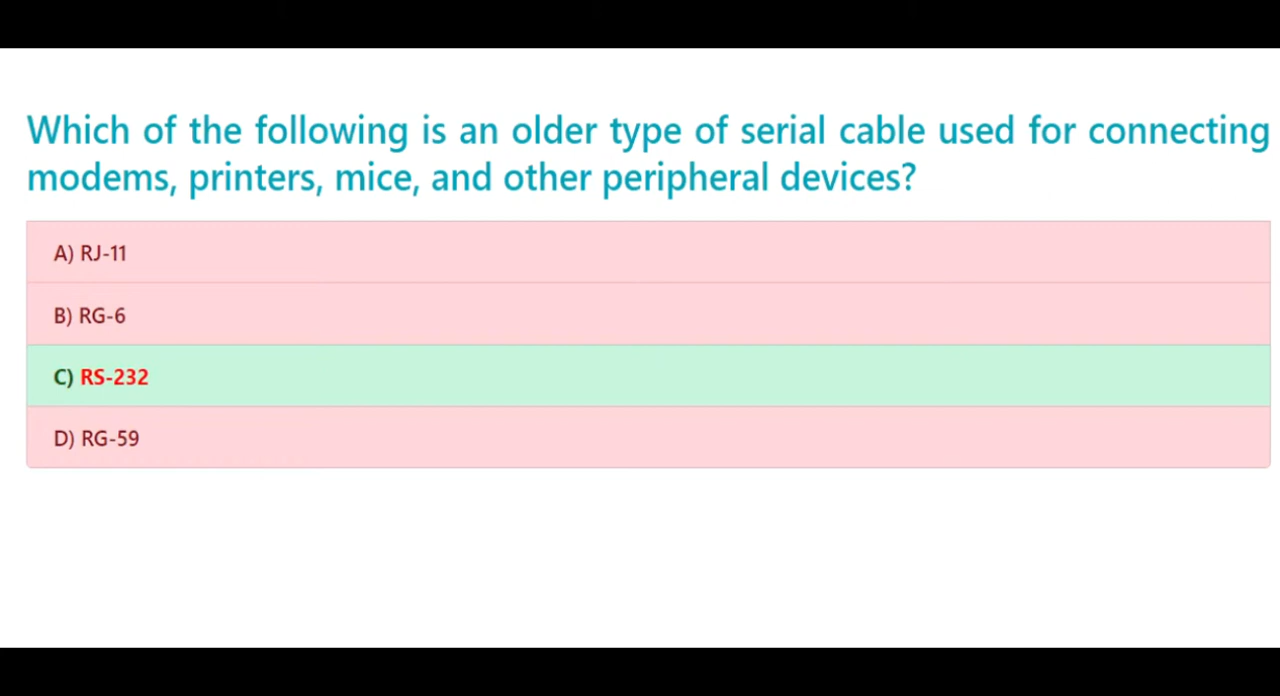 Which of the following is an older type of serial cable used for connecting
modems, printers, mice, and other peripheral devices?
A) RJ-11
B) RG-6
C) RS-232
D) RG-59